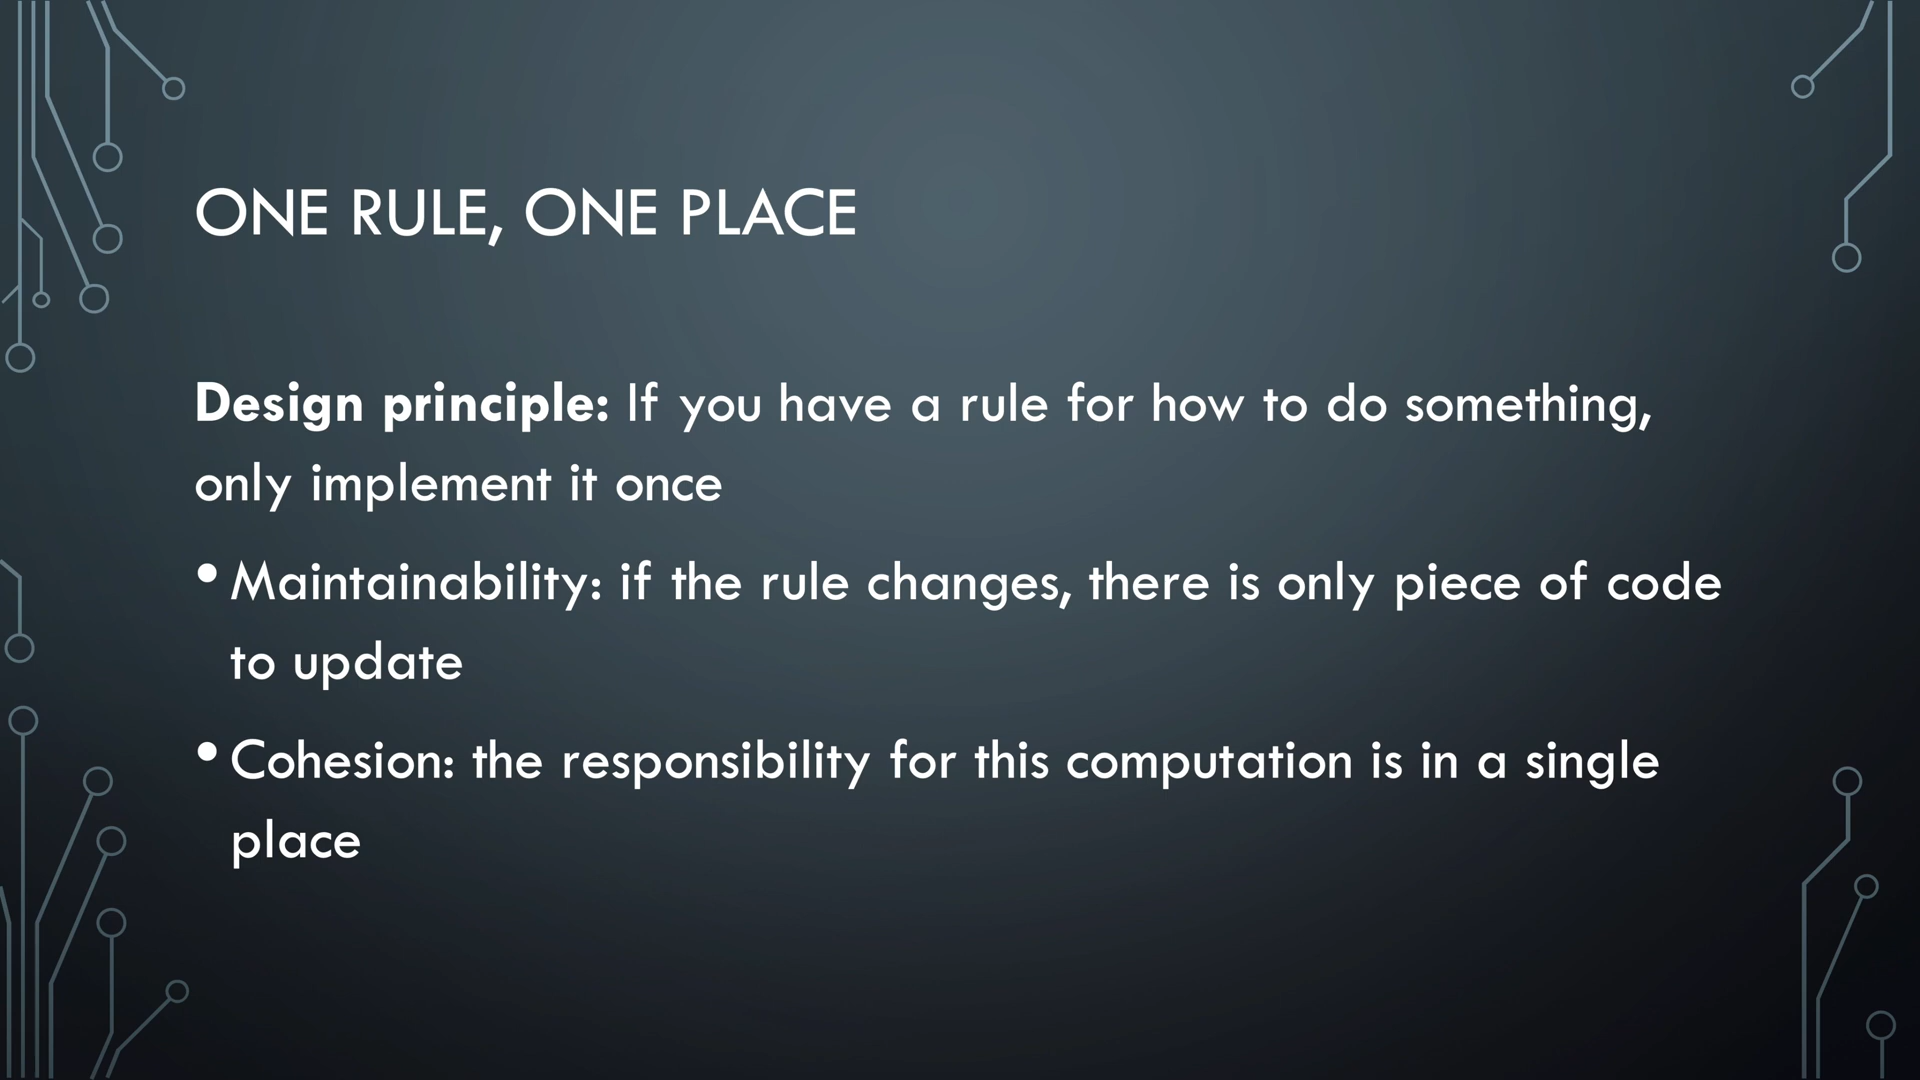 ONE RULE, ONE PLACE
Design principle: If you have a rule for how to do something,
only implement it once
• Maintainability: if the rule changes, there is only piece of code
to update
• Cohesion: the responsibility for this computation is in a single
place